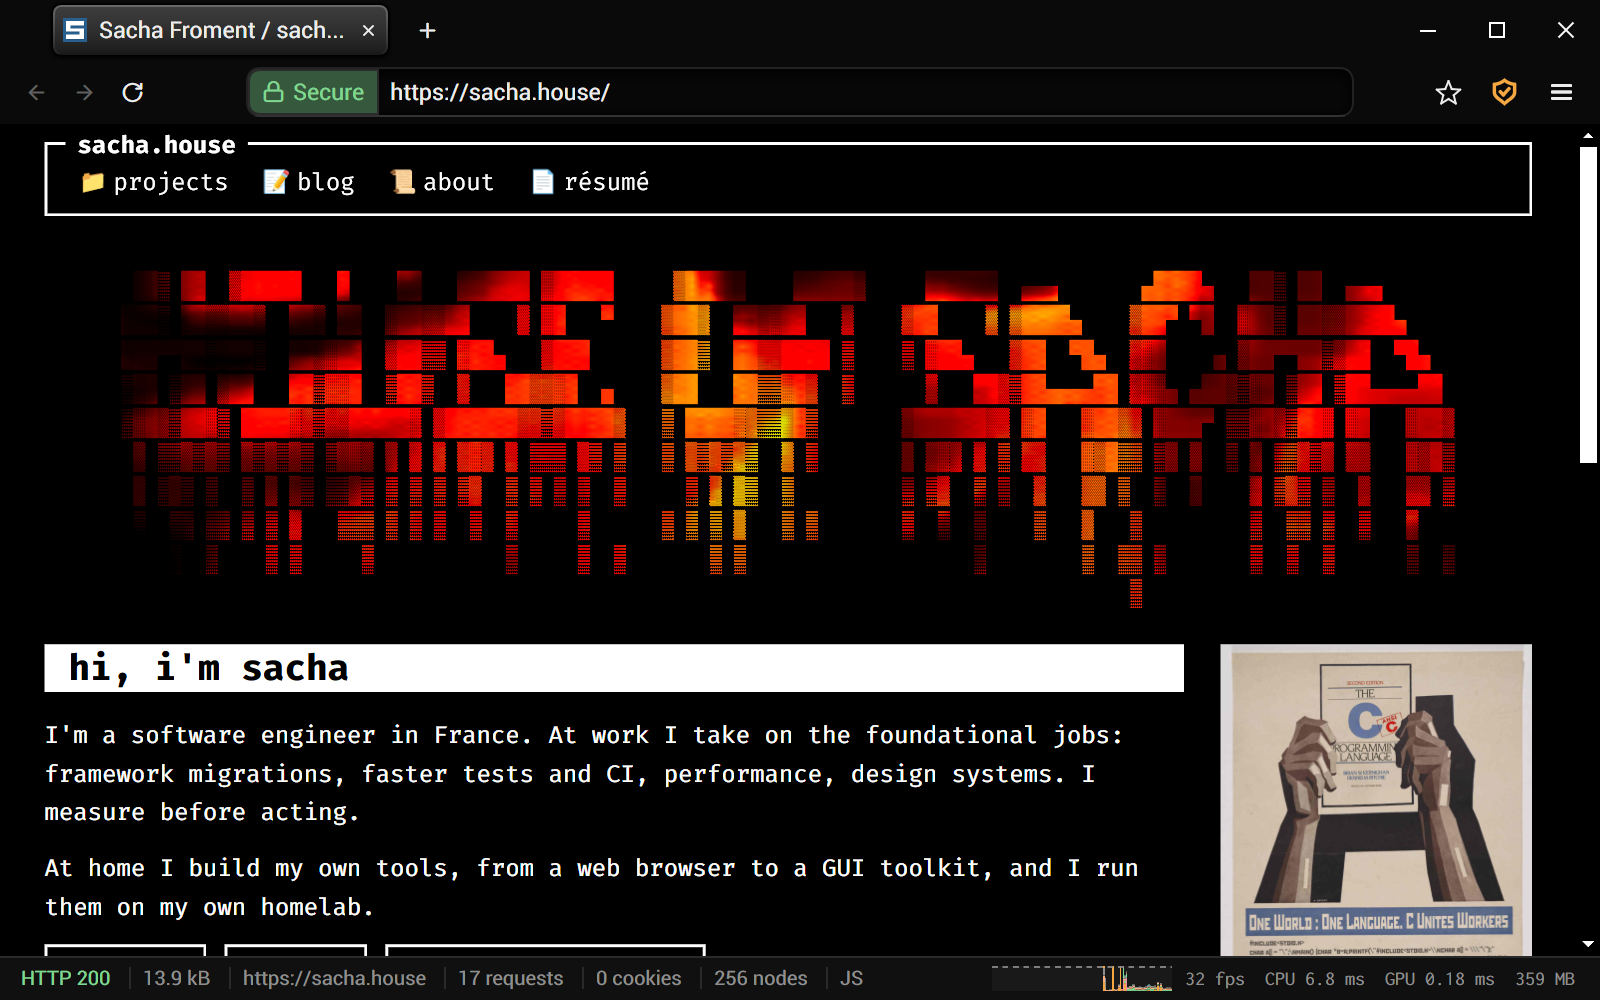 Sacha Froment / sach...
Secure
https://sacha.house/
sacha.house
projects
blog
about
résumé
hi, i'm sacha
I'm a software engineer in France. At work I take on the foundational jobs:
framework migrations, faster tests and CI, performance, design systems. I
measure before acting.
At home I build my own tools, from a web browser to a GUI toolkit, and I run
them on my own homelab.
SECOND EDITION
THE
C
ANSI C
PROGRAMMING
LANGUAGE
ONE WORLD : ONE LANGUAGE. C UNITES WORKERS
HTTP 200
13.9 kB
https://sacha.house
17 requests
0 cookies
256 nodes
JS
32 fps
CPU 6.8 ms
GPU 0.18 ms
359 MB